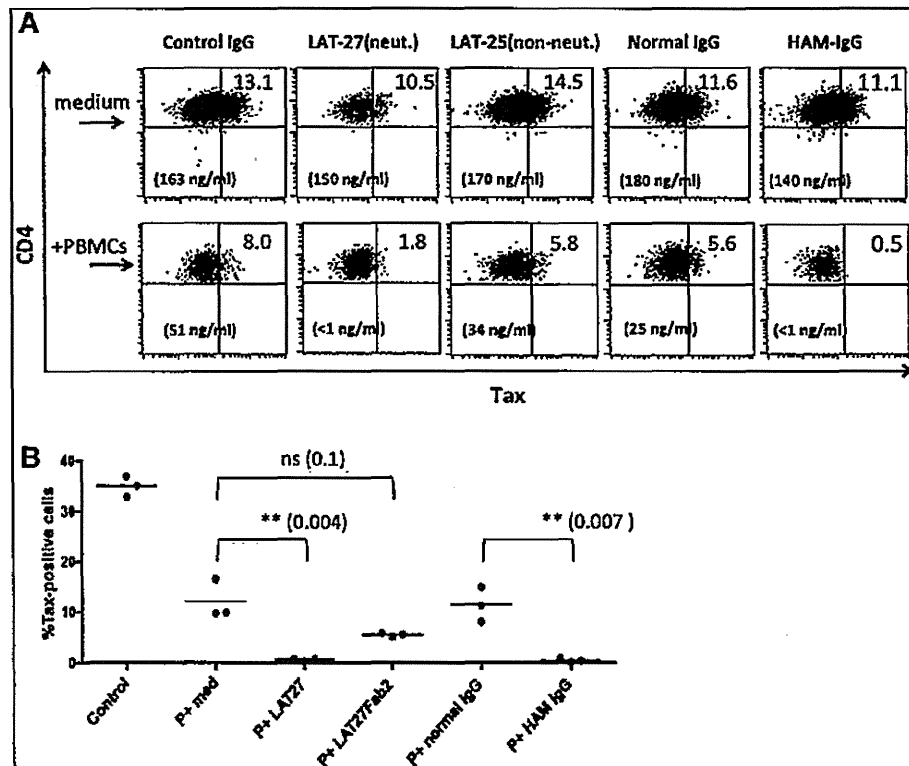 A
Control IgG LAT-27(neut.) LAT-25(non-neut.) Normal IgG HAM-IgG
medium
13.1 10.5 14.5 11.6 11.1
(163 ng/ml) (150 ng/ml) (170 ng/ml) (180 ng/ml) (140 ng/ml)
+PBMCs
8.0 1.8 5.8 5.6 0.5
(51 ng/ml) (<1 ng/ml) (34 ng/ml) (25 ng/ml) (<1 ng/ml)
CD4
Tax
B
%Tax-positive cells
40
30
20
10
0
ns (0.1)
** (0.004)
** (0.007 )
Control
P+ med
P+ LAT27
P+ LAT27Fab2
P+ normal IgG
P+ HAM IgG